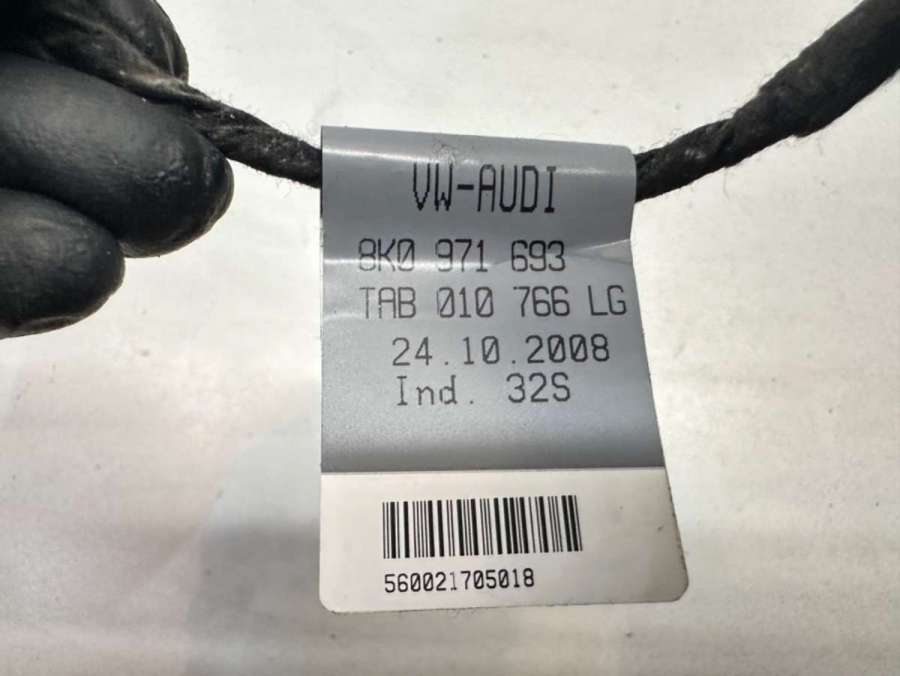 VW-AUDI
8K0 971 693
TAB 010 766 LG
24.10.2008
Ind. 32S
560021705018